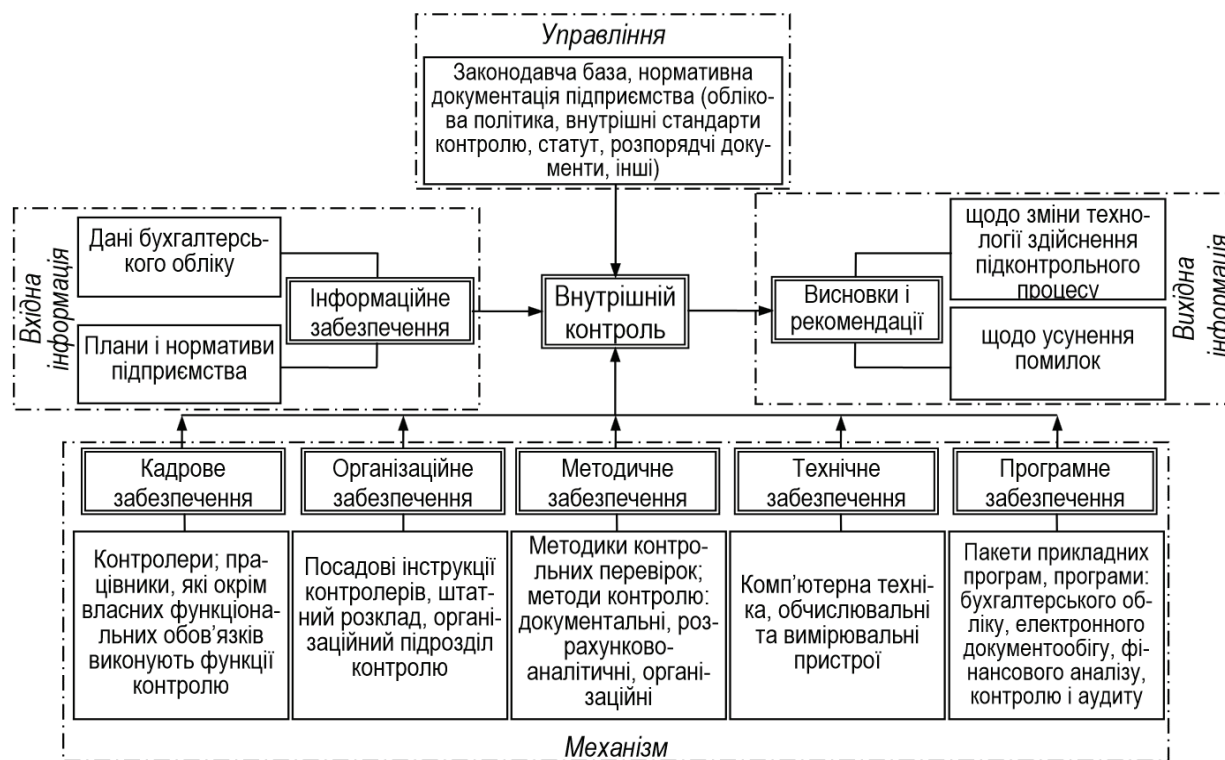 Управління
Законодавча база, нормативна
документація підприємства (обліко-
ва політика, внутрішні стандарти
контролю, статут, розпорядчі доку-
менти, інші)
Вхідна
інформація
Дані бухгалтерсь-
кого обліку
Плани і нормативи
підприємства
Інформаційне
забезпечення
Внутрішній
контроль
Висновки і
рекомендації
щодо зміни техно-
логії здійснення
підконтрольного
процесу
щодо усунення
помилок
Вихідна
інформація
Кадрове
забезпечення
Організаційне
забезпечення
Методичне
забезпечення
Технічне
забезпечення
Програмне
забезпечення
Контролери; пра-
цівники, які окрім
власних функціона-
льних обов’язків
виконують функції
контролю
Посадові інструкції
контролерів, штат-
ний розклад, органі-
заційний підрозділ
контролю
Методики контро-
льних перевірок;
методи контролю:
документальні, роз-
рахунково-
аналітичні, органі-
заційні
Комп’ютерна техні-
ка, обчислювальні
та вимірювальні
пристрої
Пакети прикладних
програм, програми:
бухгалтерського об-
ліку, електронного
документообігу, фі-
нансового аналізу,
контролю і аудиту
Механізм